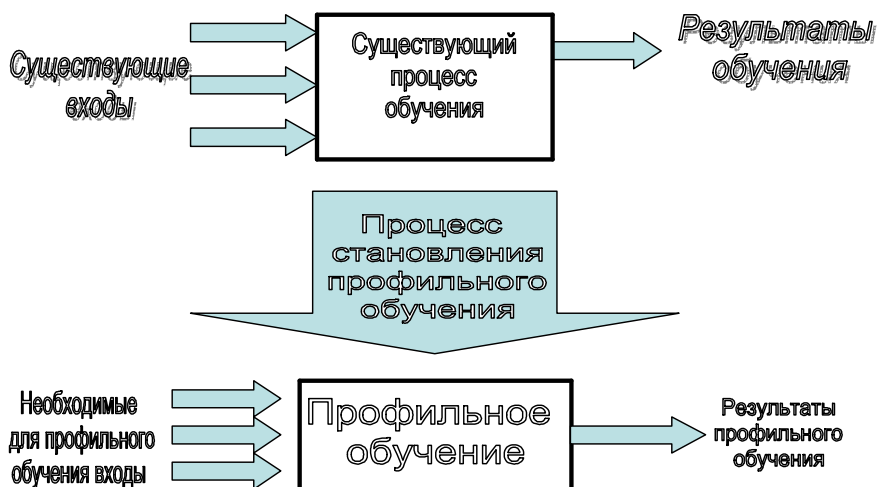 Существующие
входы
Существующий
процесс
обучения
Результаты
обучения
Процесс
становления
профильного
обучения
Необходимые
для профильного
обучения входы
Профильное
обучение
Результаты
профильного
обучения